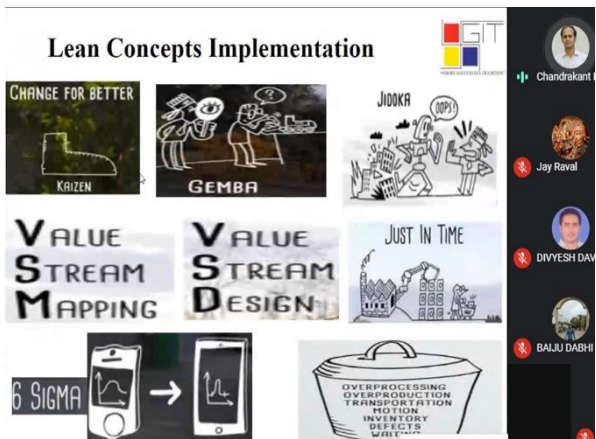 Lean Concepts Implementation
GIT
CHANGE FOR BETTER
KAIZEN
?
GEMBA
JIDOKA
OOPS!
VALUE
STREAM
MAPPING
VALUE
STREAM
DESIGN
JUST IN TIME
6 SIGMA
OVERPROCESSING
OVERPRODUCTION
TRANSPORTATION
MOTION
INVENTORY
DEFECTS
WAITING
Chandrakant
Jay Raval
DIVYESH DAV
BAIJU DABHI